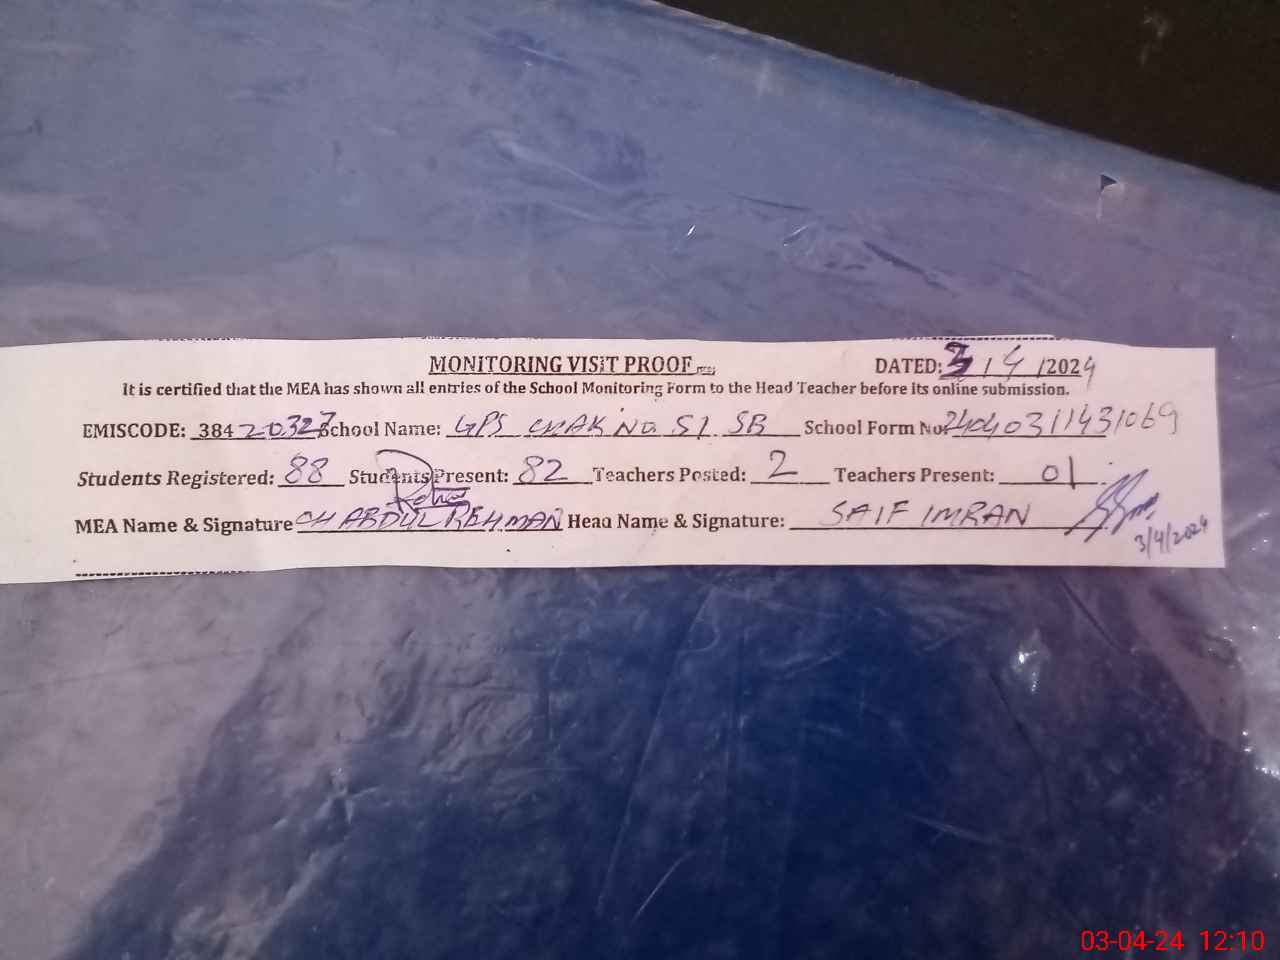 MONITORING VISIT PROOF DATED: 3/4/2024
It is certified that the MEA has shown all entries of the School Monitoring Form to the Head Teacher before its online submission.
EMISCODE: 38420327 School Name: GPS CHAK NO. 51 SB School Form No. 24040311431069
Students Registered: 88 Students Present: 82 Teachers Posted: 2 Teachers Present: 01
MEA Name & Signature CH ABDUL REHMAN Head Name & Signature: SAIF IMRAN
3/4/2024
03-04-24 12:10